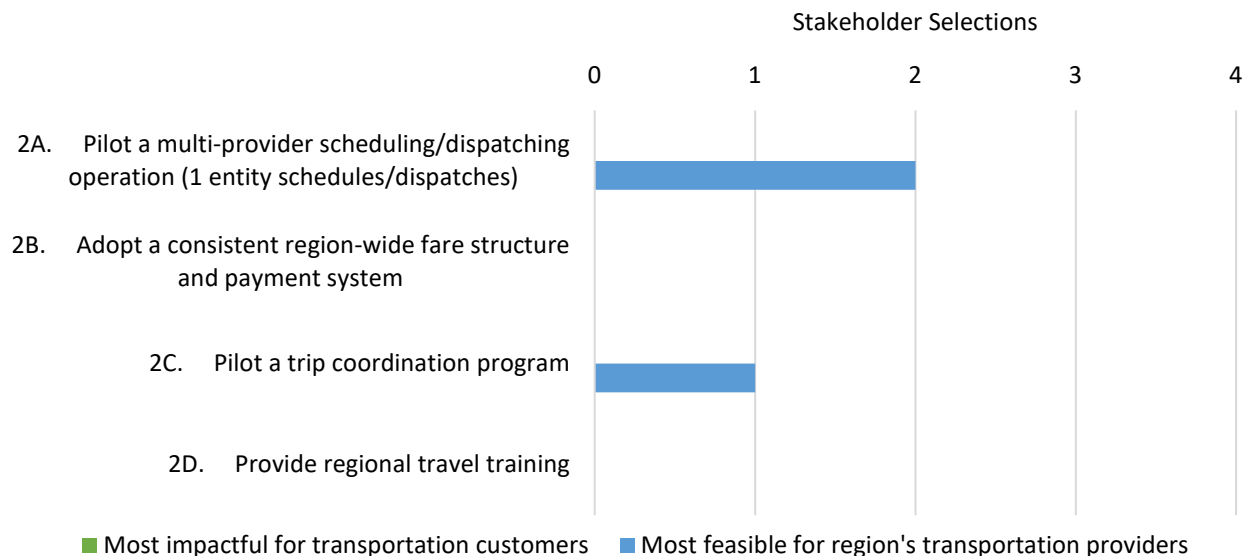 Stakeholder Selections
0 1 2 3 4
2A. Pilot a multi-provider scheduling/dispatching
operation (1 entity schedules/dispatches)
2B. Adopt a consistent region-wide fare structure
and payment system
2C. Pilot a trip coordination program
2D. Provide regional travel training
Most impactful for transportation customers Most feasible for region's transportation providers